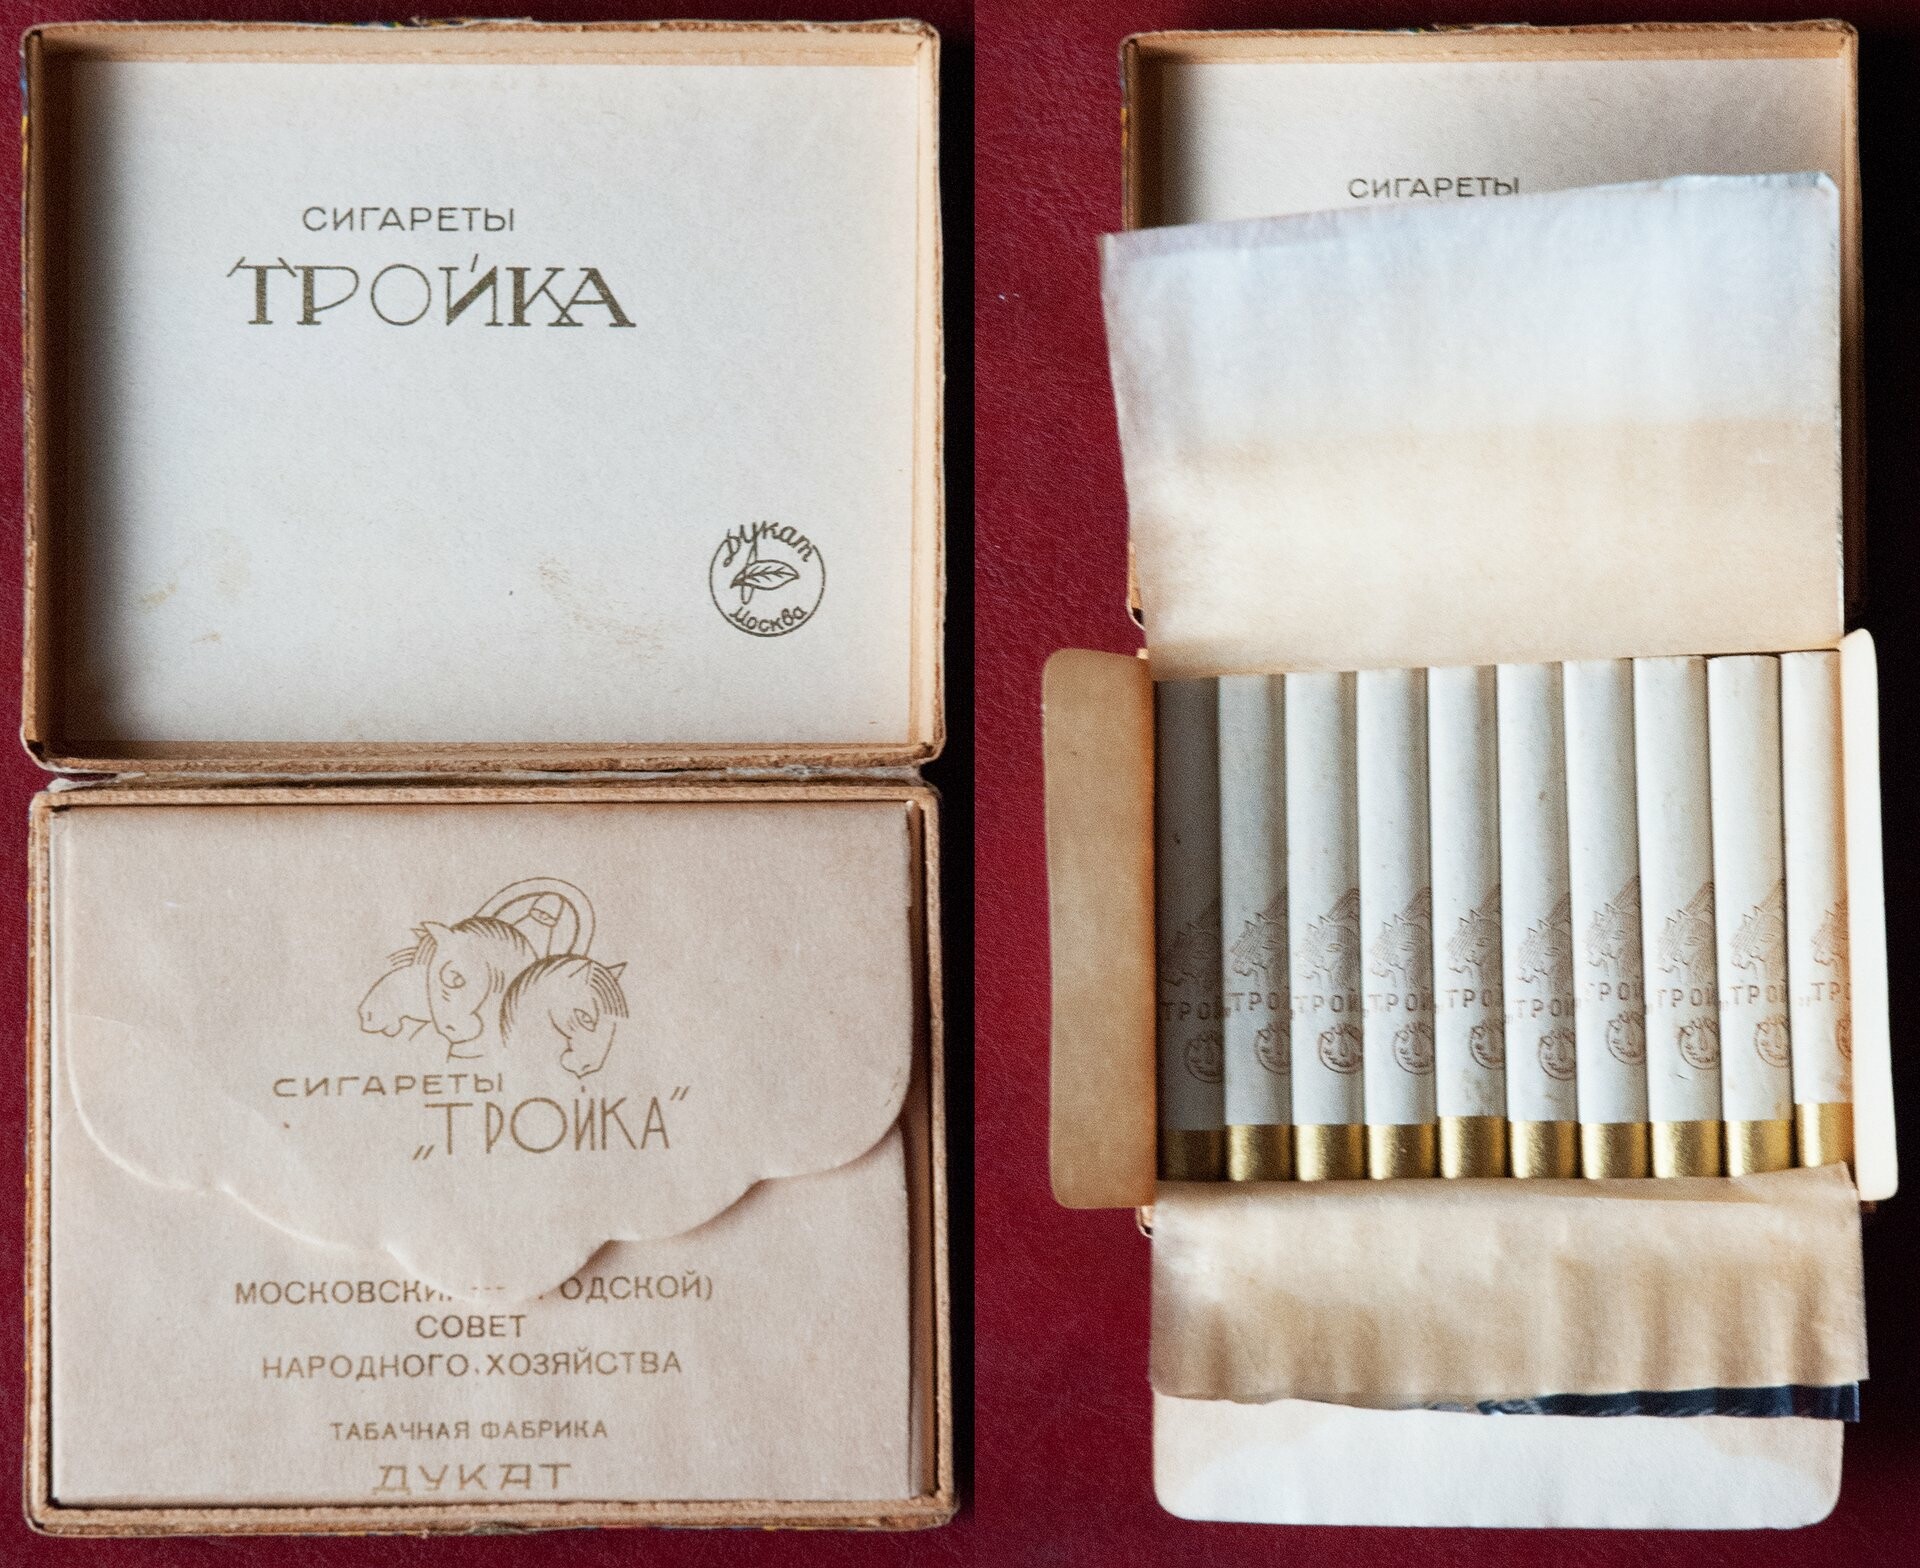 СИГАРЕТЫ
ТРОЙКА
Дукат
Москва
СИГАРЕТЫ
„ТРОЙКА"
СОВЕТ
НАРОДНОГО ХОЗЯЙСТВА
ТАБАЧНАЯ ФАБРИКА
ДУКАТ
СИГАРЕТЫ